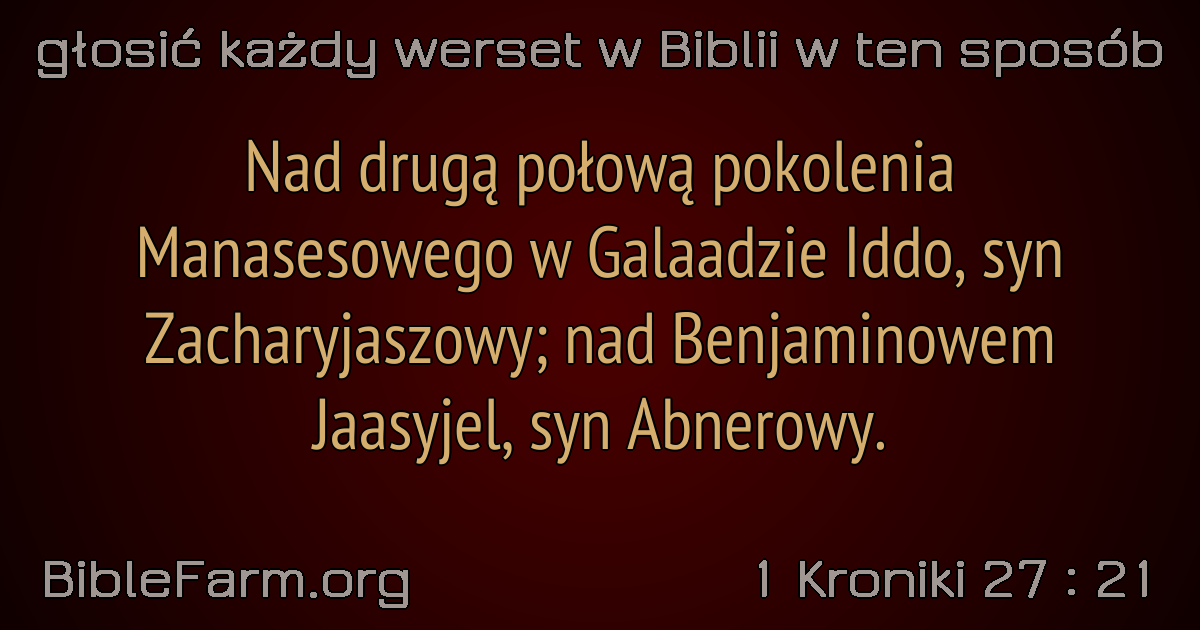 głosić każdy werset w Biblii w ten sposób
Nad drugą połową pokolenia
Manasesowego w Galaadzie Iddo, syn
Zacharyjaszowy; nad Benjaminowem
Jaasyjel, syn Abnerowy.
BibleFarm.org
1 Kroniki 27 : 21